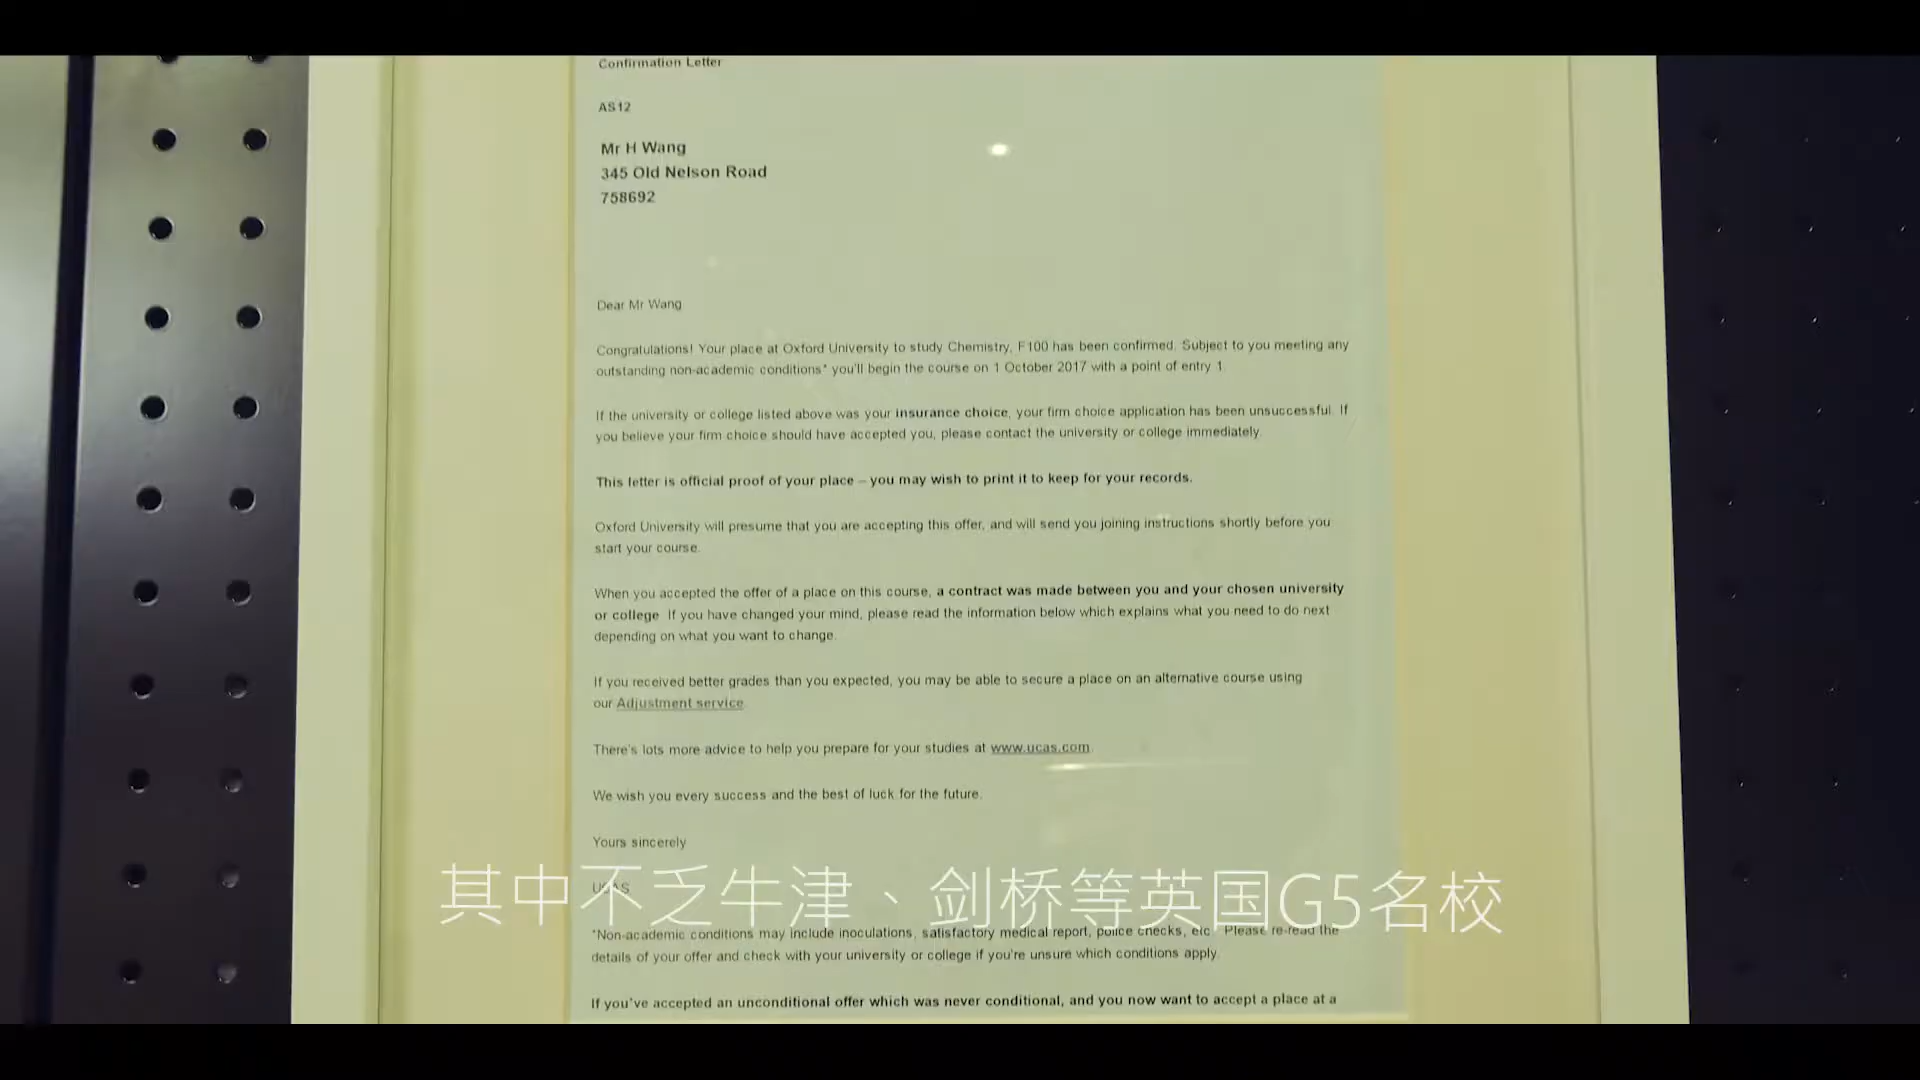 Confirmation Letter
AS12
Mr H Wang
345 Old Nelson Road
758692
Dear Mr Wang
Congratulations! Your place at Oxford University to study Chemistry, F100 has been confirmed. Subject to you meeting any
outstanding non-academic conditions* you'll begin the course on 1 October 2017 with a point of entry 1.
If the university or college listed above was your insurance choice, your firm choice application has been unsuccessful. If
you believe your firm choice should have accepted you, please contact the university or college immediately.
This letter is official proof of your place – you may wish to print it to keep for your records.
Oxford University will presume that you are accepting this offer, and will send you joining instructions shortly before you
start your course.
When you accepted the offer of a place on this course, a contract was made between you and your chosen university
or college. If you have changed your mind, please read the information below which explains what you need to do next
depending on what you want to change.
If you received better grades than you expected, you may be able to secure a place on an alternative course using
our Adjustment service.
There's lots more advice to help you prepare for your studies at www.ucas.com.
We wish you every success and the best of luck for the future.
Yours sincerely
UCAS
其中不乏牛津、剑桥等英国G5名校
*Non-academic conditions may include inoculations, satisfactory medical report, police checks, etc. Please re-read the
details of your offer and check with your university or college if you're unsure which conditions apply.
If you've accepted an unconditional offer which was never conditional, and you now want to accept a place at a